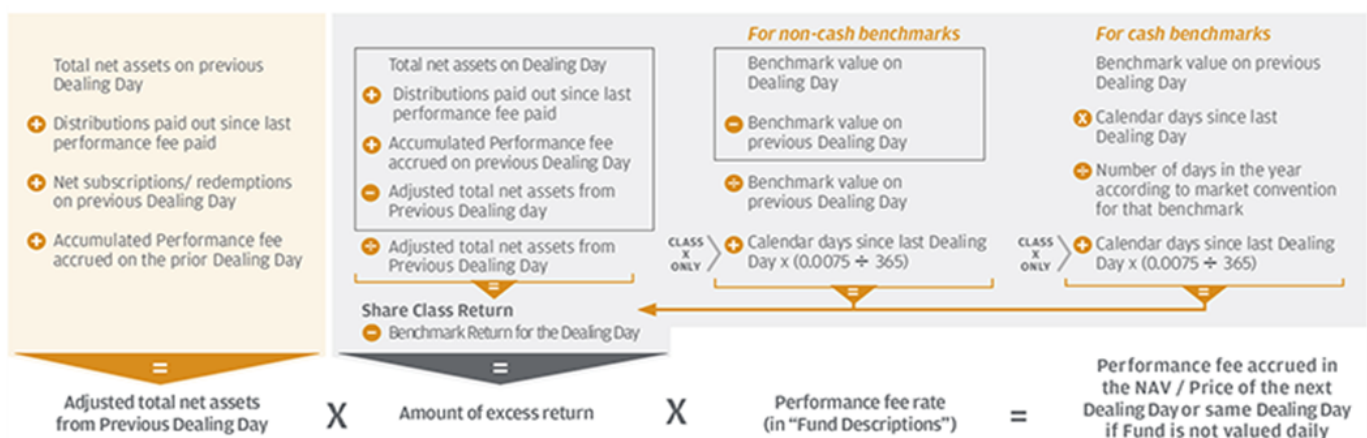 Total net assets on previous
Dealing Day
+ Distributions paid out since last
performance fee paid
+ Net subscriptions/ redemptions
on previous Dealing Day
+ Accumulated Performance fee
accrued on the prior Dealing Day
=
Adjusted total net assets
from Previous Dealing Day
X
Total net assets on Dealing Day
+ Distributions paid out since last
performance fee paid
+ Accumulated Performance fee
accrued on previous Dealing Day
− Adjusted total net assets from
Previous Dealing day
÷ Adjusted total net assets from
Previous Dealing Day
=
Share Class Return
− Benchmark Return for the Dealing Day
=
Amount of excess return
For non-cash benchmarks
Benchmark value on
Dealing Day
− Benchmark value on
previous Dealing Day
÷ Benchmark value on
previous Dealing Day
CLASS
X
ONLY
+ Calendar days since last Dealing
Day x (0.0075 ÷ 365)
=
For cash benchmarks
Benchmark value on previous
Dealing Day
x Calendar days since last
Dealing Day
÷ Number of days in the year
according to market convention
for that benchmark
CLASS
X
ONLY
+ Calendar days since last Dealing
Day x (0.0075 ÷ 365)
=
X
Performance fee rate
(in “Fund Descriptions”)
=
Performance fee accrued in
the NAV / Price of the next
Dealing Day or same Dealing Day
if Fund is not valued daily